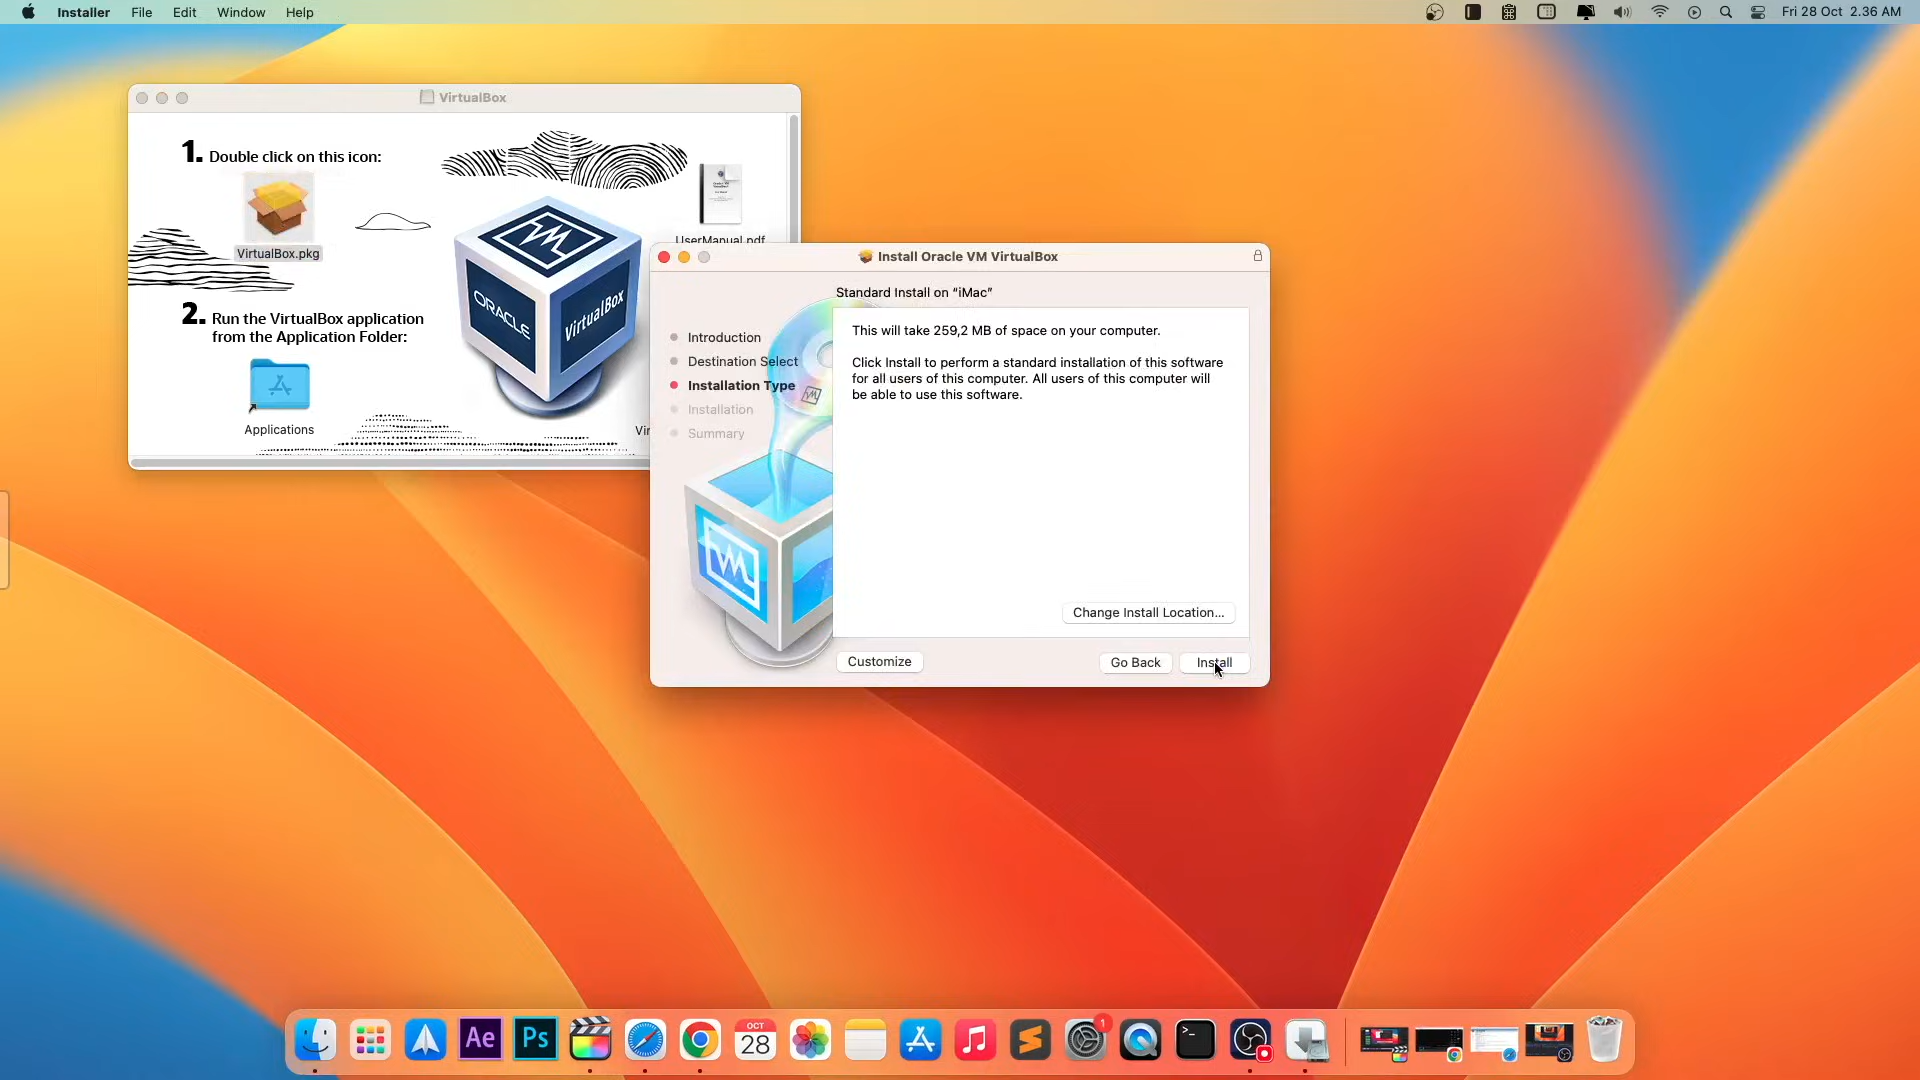 Installer File Edit Window Help
Fri 28 Oct 2.36 AM
VirtualBox
1. Double click on this icon:
VirtualBox.pkg
UserManual.pdf
2. Run the VirtualBox application
from the Application Folder:
Applications
ORACLE
VirtualBox
Install Oracle VM VirtualBox
Standard Install on “iMac”
Introduction
Destination Select
Installation Type
Installation
Summary
This will take 259,2 MB of space on your computer.
Click Install to perform a standard installation of this software
for all users of this computer. All users of this computer will
be able to use this software.
Change Install Location...
Customize
Go Back
Install
Ae
Ps
OCT
28
1